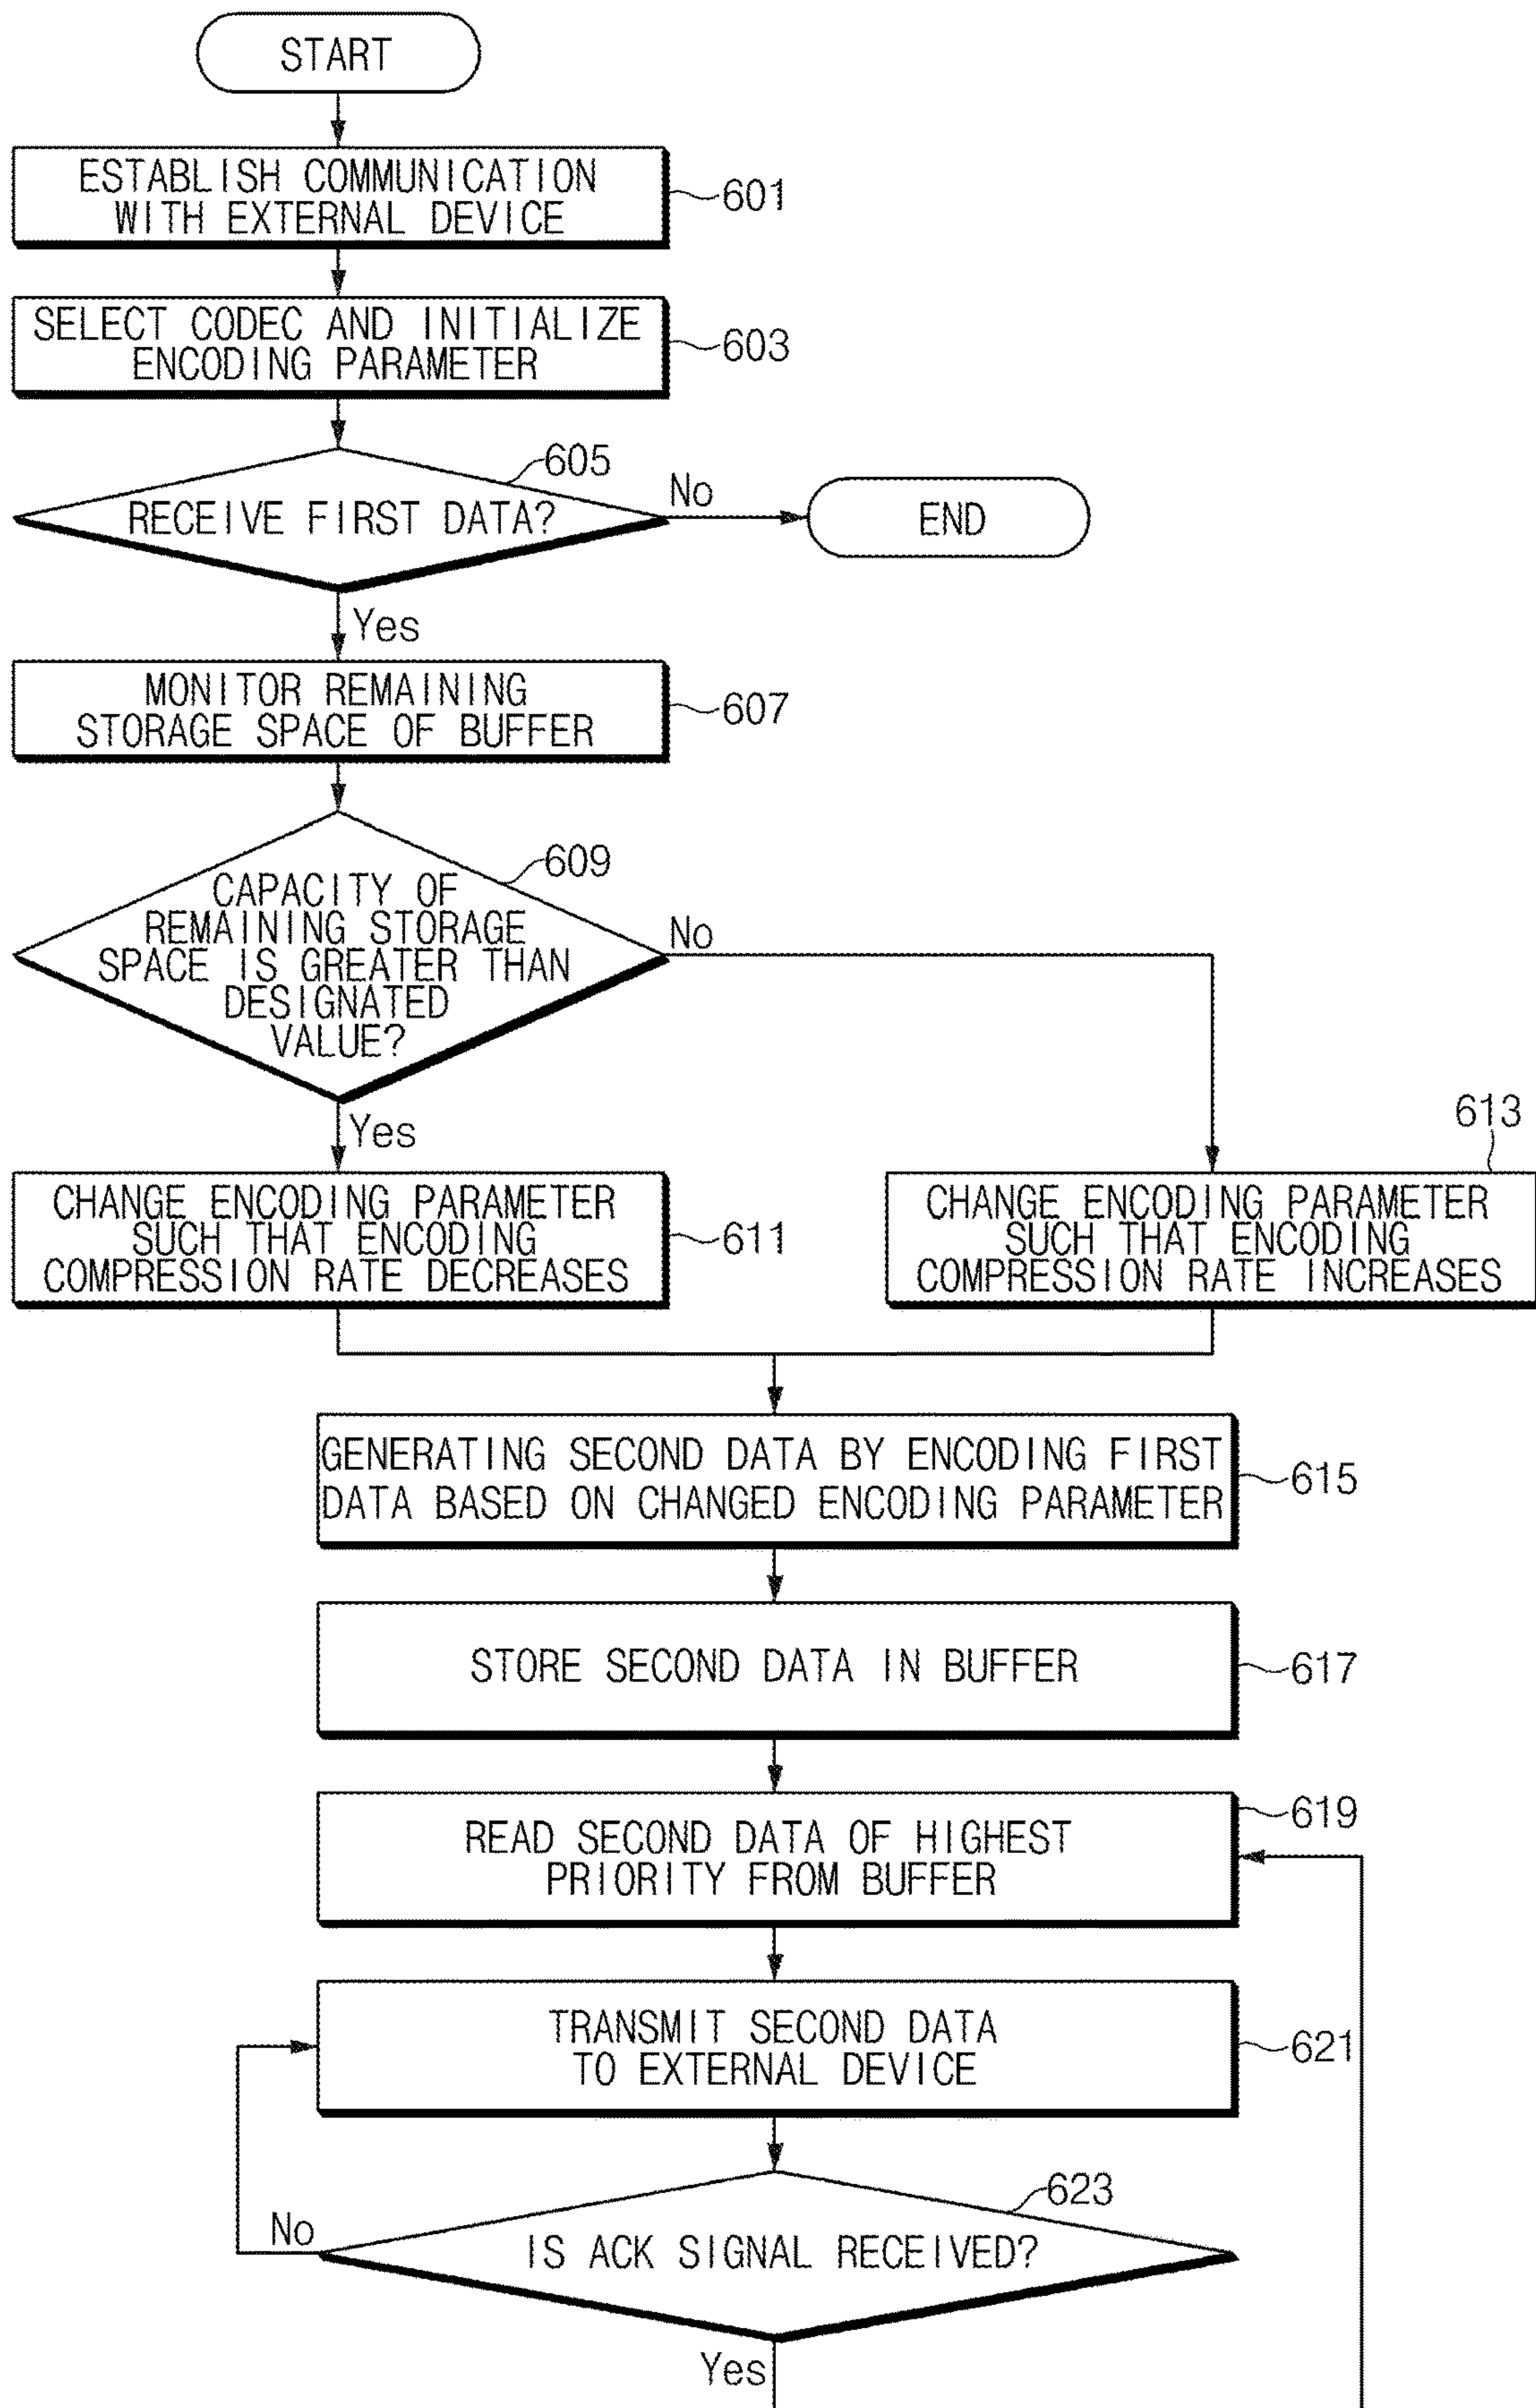 START
ESTABLISH COMMUNICATION
WITH EXTERNAL DEVICE
601
SELECT CODEC AND INITIALIZE
ENCODING PARAMETER
603
605
RECEIVE FIRST DATA?
No
END
Yes
MONITOR REMAINING
STORAGE SPACE OF BUFFER
607
609
CAPACITY OF
REMAINING STORAGE
SPACE IS GREATER THAN
DESIGNATED
VALUE?
No
Yes
613
CHANGE ENCODING PARAMETER
SUCH THAT ENCODING
COMPRESSION RATE DECREASES
611
CHANGE ENCODING PARAMETER
SUCH THAT ENCODING
COMPRESSION RATE INCREASES
GENERATING SECOND DATA BY ENCODING FIRST
DATA BASED ON CHANGED ENCODING PARAMETER
615
STORE SECOND DATA IN BUFFER
617
READ SECOND DATA OF HIGHEST
PRIORITY FROM BUFFER
619
TRANSMIT SECOND DATA
TO EXTERNAL DEVICE
621
623
No
IS ACK SIGNAL RECEIVED?
Yes